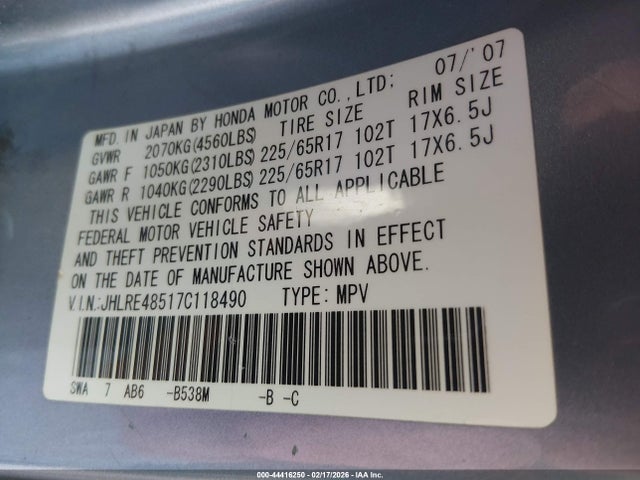 MFD. IN JAPAN BY HONDA MOTOR CO.,LTD: 07/'07
GVWR 2070KG(4560LBS) TIRE SIZE RIM SIZE
GAWR F 1050KG(2310LBS) 225/65R17 102T 17X6.5J
GAWR R 1040KG(2290LBS) 225/65R17 102T 17X6.5J
THIS VEHICLE CONFORMS TO ALL APPLICABLE
FEDERAL MOTOR VEHICLE SAFETY
AND THEFT PREVENTION STANDARDS IN EFFECT
ON THE DATE OF MANUFACTURE SHOWN ABOVE.
V.I.N.:JHLRE48517C118490 TYPE: MPV
SWA 7 AB6 -B538M -B -C
000-44416250 - 02/17/2026 - IAA Inc.